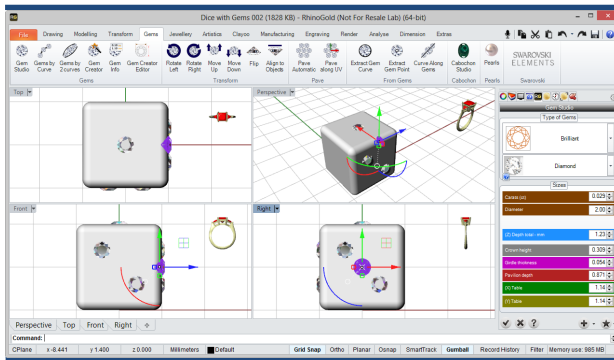 Dice with Gems 002 (1828 KB) - RhinoGold (Not For Resale Lab) (64-bit)
File Drawing Modelling Transform Gems Jewellery Artistics Clayoo Manufacturing Engraving Render Analyse Dimension Extras
Gem Studio
Gems by Curve
Gems by 2 curves
Gem Creator
Gem Info
Gem Creator Editor
Rotate Left
Rotate Right
Move Up
Move Down
Flip
Align to Objects
Pave Automatic
Pave along UV
Extract Gem Curve
Extract Gem Point
Curve Along Gems
Cabochon Studio
Pearls
SWAROVSKI
ELEMENTS
Gems Transform Pave From Gems Cabochon Pearls Swarovski
Top
Perspective
Front
Right
Gem Studio
Type of Gems
Brilliant
Diamond
Sizes
Carats (ct) 0.029
Diameter 2.00
(Z) Depth total - mm 1.23
Crown height 0.309
Girdle thickness 0.054
Pavilion depth 0.871
(X) Table 1.14
(Y) Table 1.14
Perspective Top Front Right
Command:
CPlane x -8.441 y 1.400 z 0.000 Millimeters Default Grid Snap Ortho Planar Osnap SmartTrack Gumball Record History Filter Memory use: 985 MB